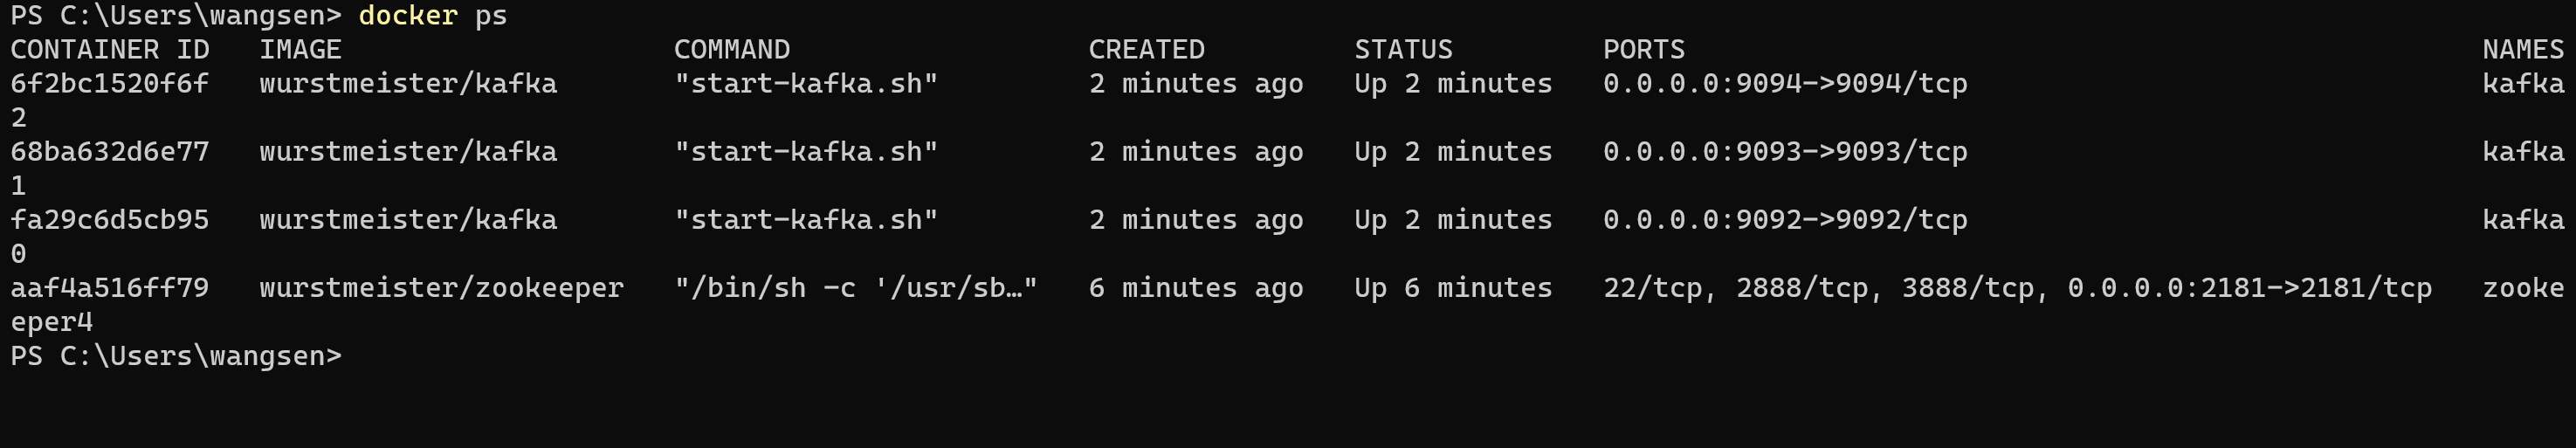 PS C:\Users\wangsen> docker ps
CONTAINER ID   IMAGE                    COMMAND                  CREATED         STATUS         PORTS                                                NAMES
6f2bc1520f6f   wurstmeister/kafka       "start-kafka.sh"         2 minutes ago   Up 2 minutes   0.0.0.0:9094->9094/tcp                               kafka
2
68ba632d6e77   wurstmeister/kafka       "start-kafka.sh"         2 minutes ago   Up 2 minutes   0.0.0.0:9093->9093/tcp                               kafka
1
fa29c6d5cb95   wurstmeister/kafka       "start-kafka.sh"         2 minutes ago   Up 2 minutes   0.0.0.0:9092->9092/tcp                               kafka
0
aaf4a516ff79   wurstmeister/zookeeper   "/bin/sh -c '/usr/sb…"   6 minutes ago   Up 6 minutes   22/tcp, 2888/tcp, 3888/tcp, 0.0.0.0:2181->2181/tcp   zooke
eper4
PS C:\Users\wangsen>